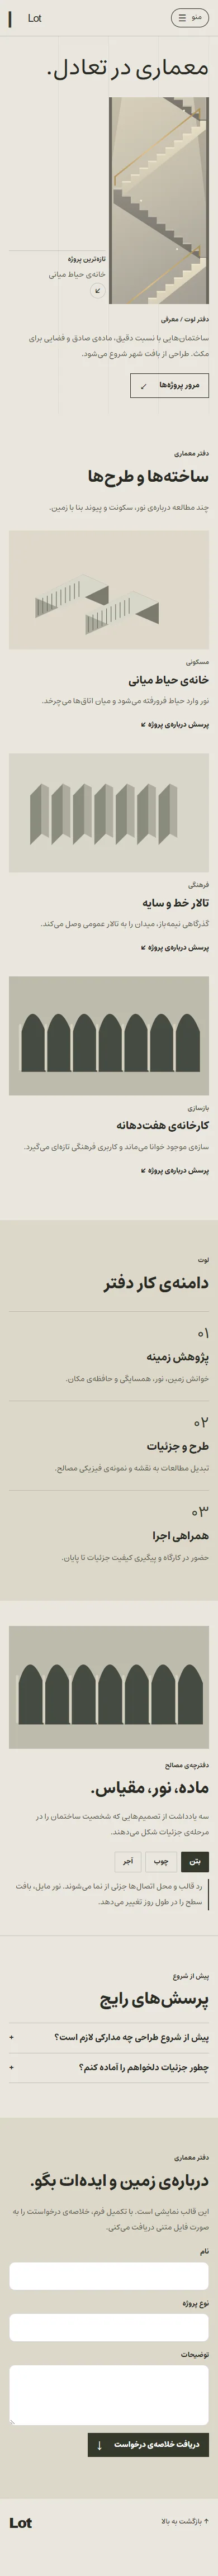 منو
Lot
معماری در تعادل.
تازه‌ترین پروژه
خانه‌ی حیاط میانی
دفتر لوت / معرفی
ساختمان‌هایی با نسبت دقیق، ماده‌ی صادق و فضایی برای
مکث. طراحی از بافت شهر شروع می‌شود.
مرور پروژه‌ها
دفتر معماری
ساخته‌ها و طرح‌ها
چند مطالعه درباره‌ی نور، سکونت و پیوند بنا با زمین.
مسکونی
خانه‌ی حیاط میانی
نور وارد حیاط فرورفته می‌شود و میان اتاق‌ها می‌چرخد.
پرسش درباره‌ی پروژه
فرهنگی
تالار خط و سایه
گذرگاهی نیمه‌باز، میدان را به تالار عمومی وصل می‌کند.
پرسش درباره‌ی پروژه
بازسازی
کارخانه‌ی هفت‌دهانه
سازه‌ی موجود خوانا می‌ماند و کاربری فرهنگی تازه‌ای می‌گیرد.
پرسش درباره‌ی پروژه
لوت
دامنه‌ی کار دفتر
۰۱
پژوهش زمینه
خوانش زمین، نور، همسایگی و حافظه‌ی مکان.
۰۲
طرح و جزئیات
تبدیل مطالعات به نقشه و نمونه‌ی فیزیکی مصالح.
۰۳
همراهی اجرا
حضور در کارگاه و پیگیری کیفیت جزئیات تا پایان.
دفترچه‌ی مصالح
ماده، نور، مقیاس.
سه یادداشت از تصمیم‌هایی که شخصیت ساختمان را در
مرحله‌ی جزئیات شکل می‌دهند.
بتن
چوب
آجر
رد قالب و محل اتصال‌ها جزئی از نما می‌شوند. نور مایل، بافت
سطح را در طول روز تغییر می‌دهد.
پیش از شروع
پرسش‌های رایج
پیش از شروع طراحی چه مدارکی لازم است؟
+
چطور جزئیات دلخواهم را آماده کنم؟
+
دفتر معماری
درباره‌ی زمین و ایده‌ات بگو.
این قالب نمایشی است. با تکمیل فرم، خلاصه‌ی درخواستت را به
صورت فایل متنی دریافت می‌کنی.
نام
نوع پروژه
توضیحات
دریافت خلاصه‌ی درخواست
↑ بازگشت به بالا
Lot